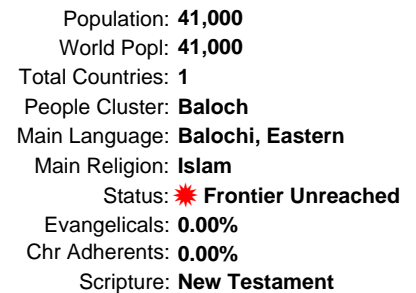 Population: 41,000
World Popl: 41,000
Total Countries: 1
People Cluster: Baloch
Main Language: Balochi, Eastern
Main Religion: Islam
Status: Frontier Unreached
Evangelicals: 0.00%
Chr Adherents: 0.00%
Scripture: New Testament